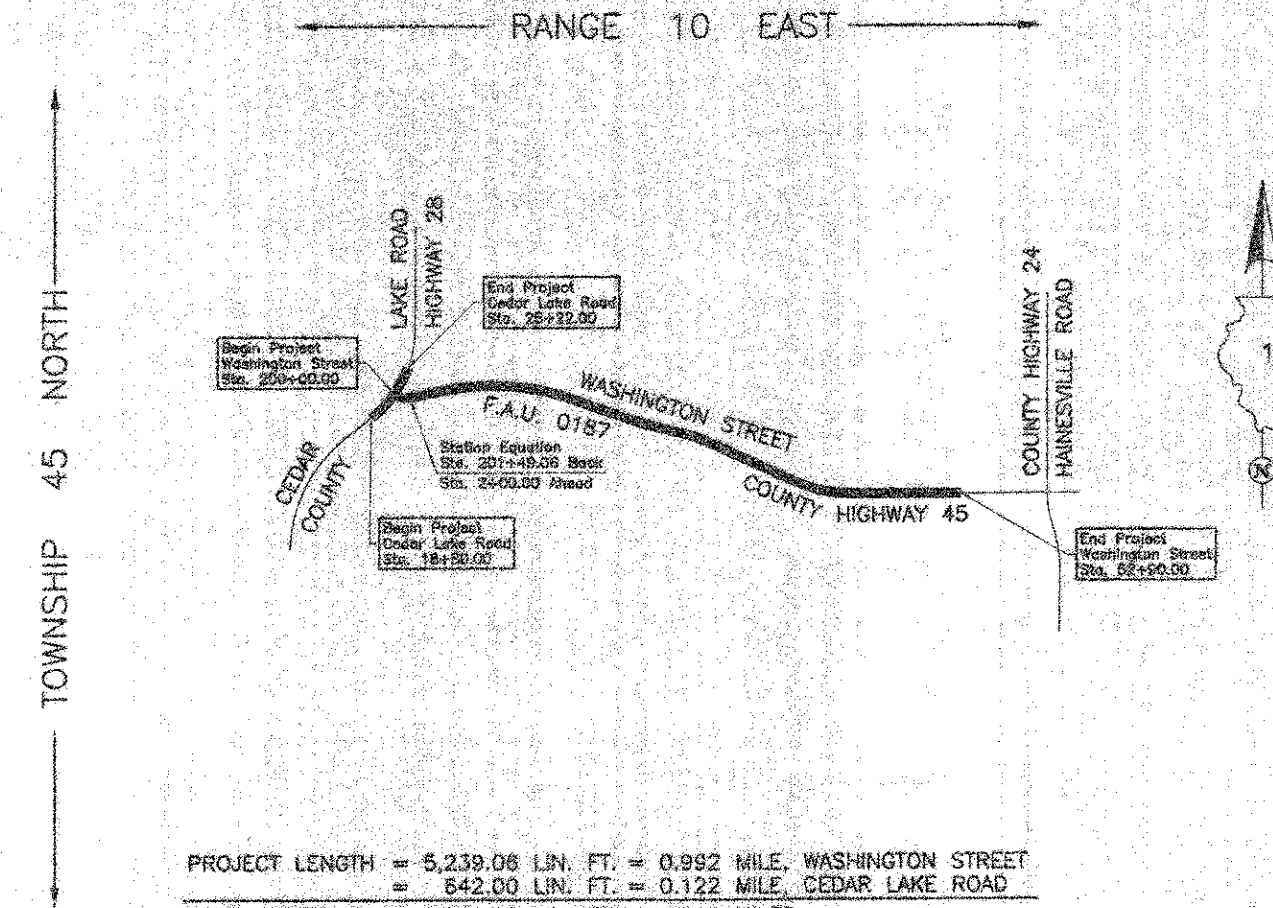 RANGE 10 EAST
TOWNSHIP 45 NORTH
LAKE ROAD
HIGHWAY 28
End Project
Cedar Lake Road
Sta. 25+22.00
Begin Project
Washington Street
Sta. 200+00.00
COUNTY HIGHWAY 24
HAINESVILLE ROAD
WASHINGTON STREET
F.A.U. 0187
Station Equation
Sta. 201+49.06 Back
Sta. 2+00.00 Ahead
CEDAR
COUNTY
COUNTY HIGHWAY 45
Begin Project
Cedar Lake Road
Sta. 18+80.00
End Project
Washington Street
Sta. 52+90.00
N
PROJECT LENGTH = 5,239.06 LIN. FT. = 0.992 MILE, WASHINGTON STREET
= 642.00 LIN. FT. = 0.122 MILE, CEDAR LAKE ROAD